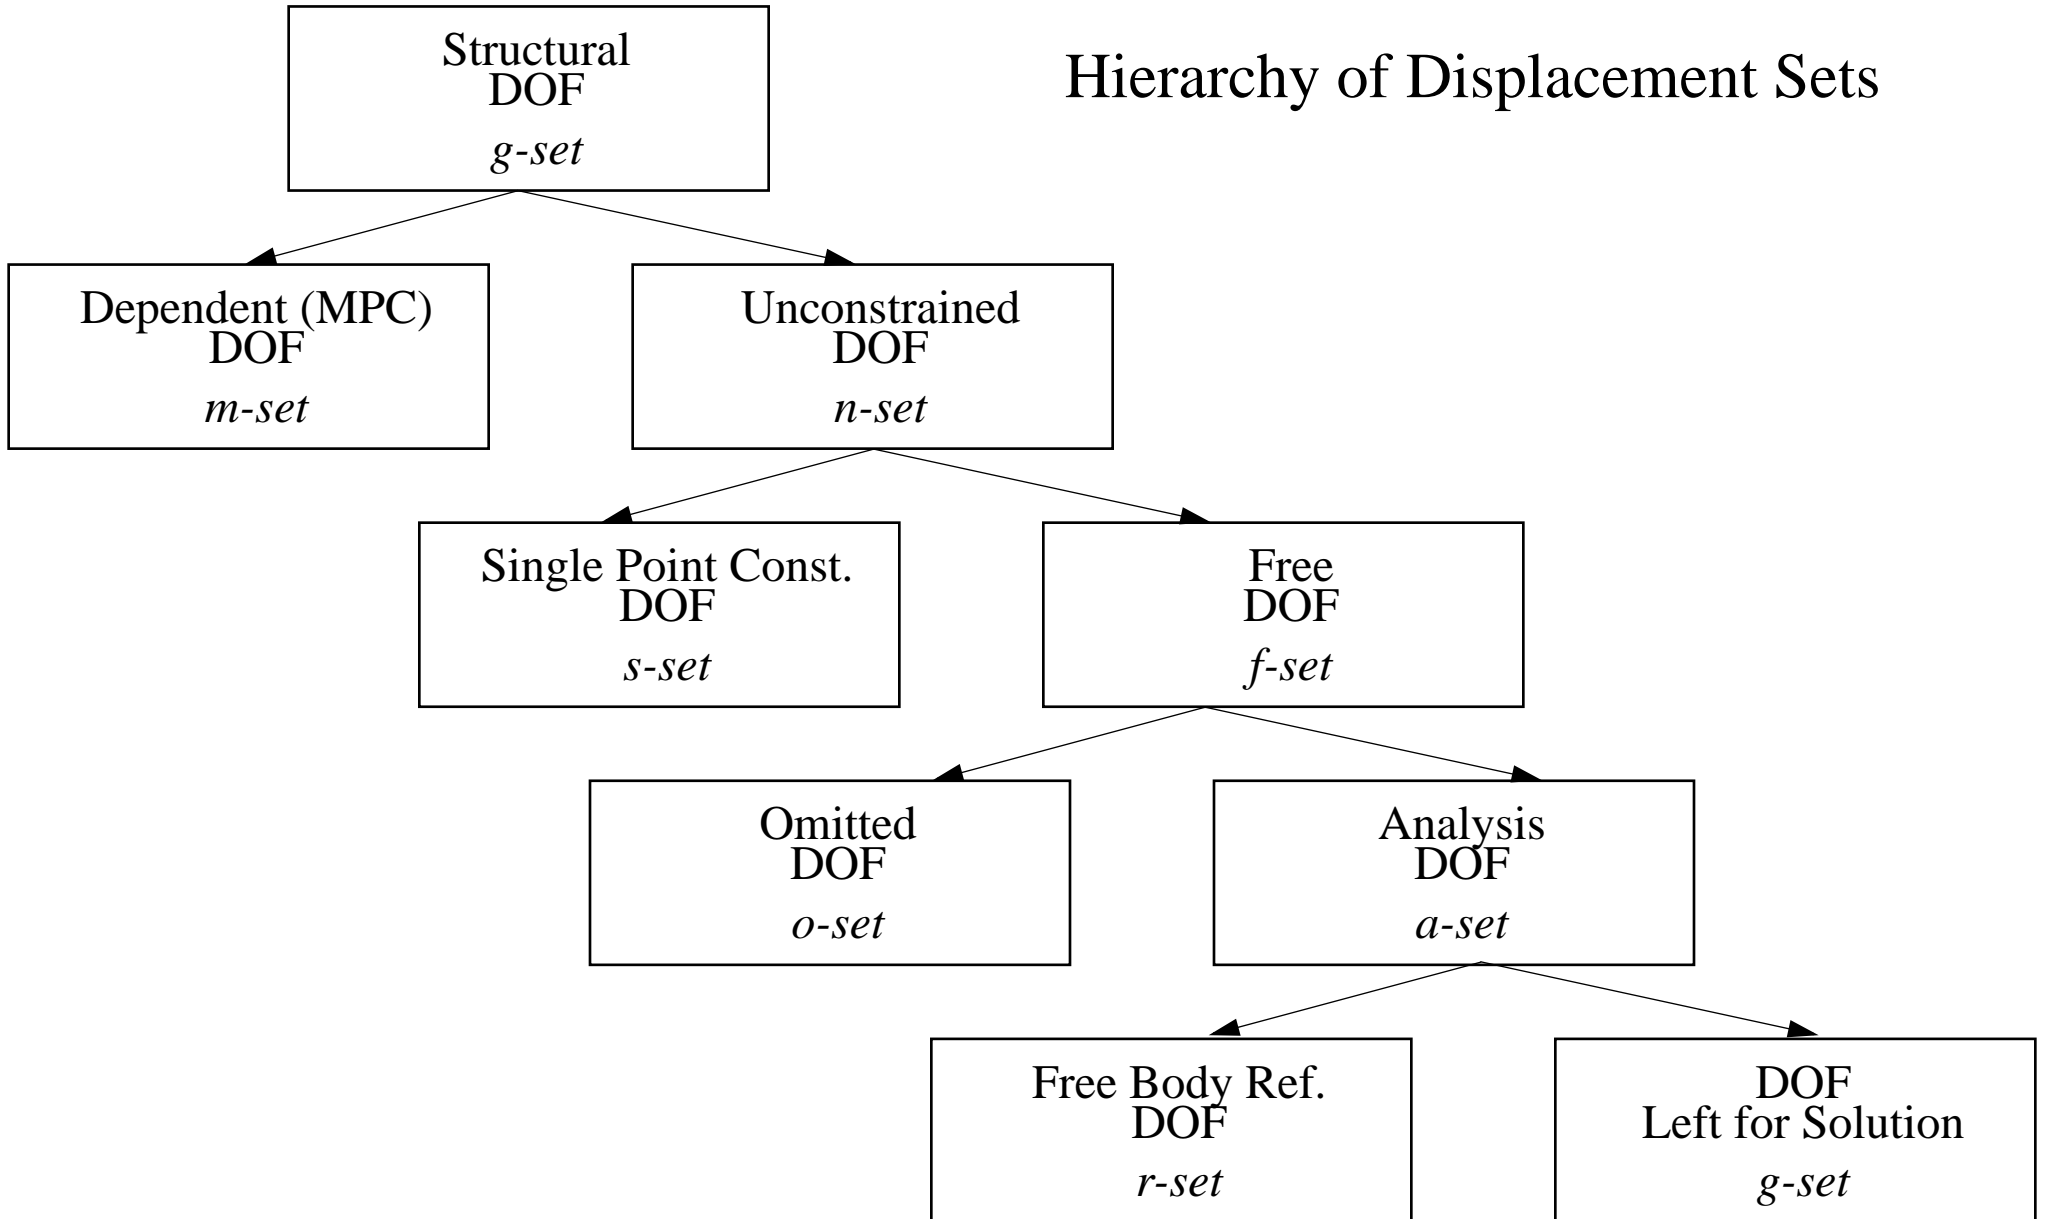 Structural
DOF
g-set
Hierarchy of Displacement Sets
Dependent (MPC)
DOF
m-set
Unconstrained
DOF
n-set
Single Point Const.
DOF
s-set
Free
DOF
f-set
Omitted
DOF
o-set
Analysis
DOF
a-set
Free Body Ref.
DOF
r-set
DOF
Left for Solution
g-set